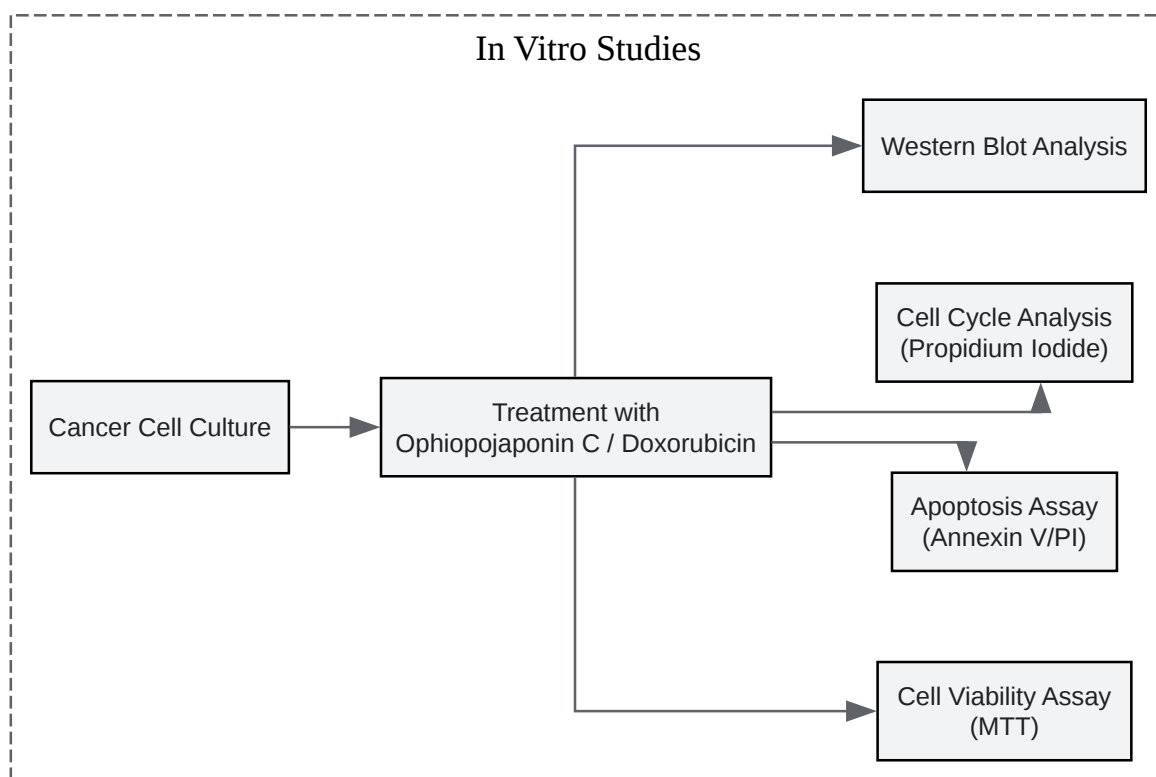 In Vitro Studies
Western Blot Analysis
Cell Cycle Analysis
(Propidium Iodide)
Cancer Cell Culture
Treatment with
Ophiopojaponin C / Doxorubicin
Apoptosis Assay
(Annexin V/PI)
Cell Viability Assay
(MTT)